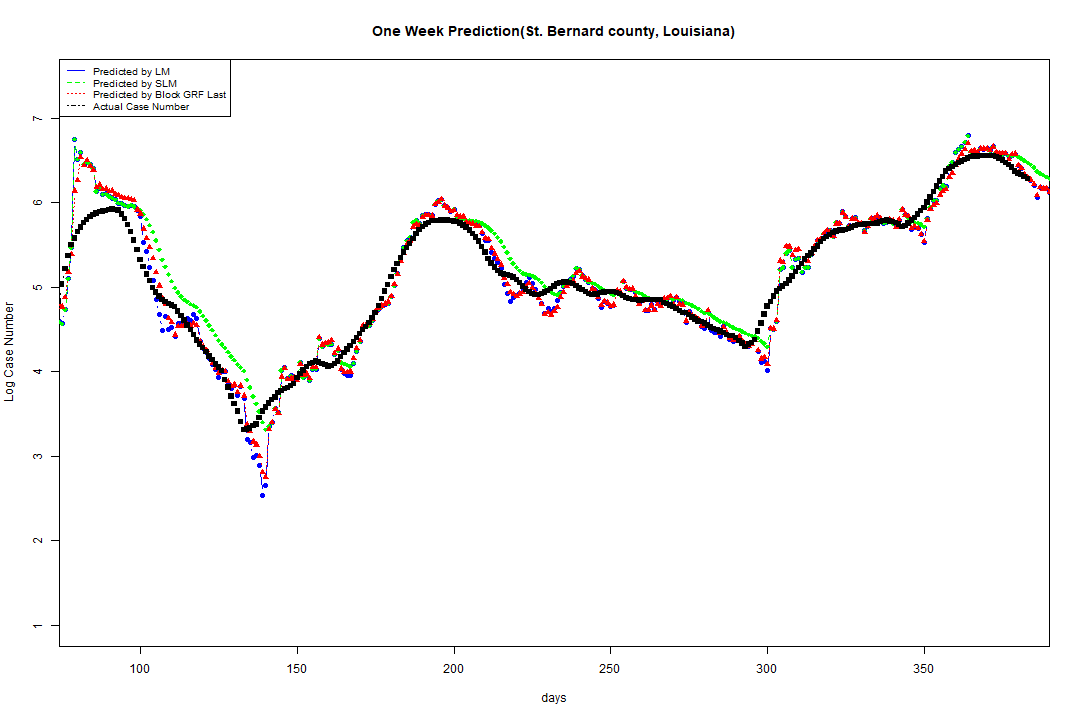 One Week Prediction(St. Bernard county, Louisiana)
Predicted by LM
Predicted by SLM
Predicted by Block GRF Last
Actual Case Number
7
6
5
4
3
2
1
Log Case Number
100 150 200 250 300 350
days